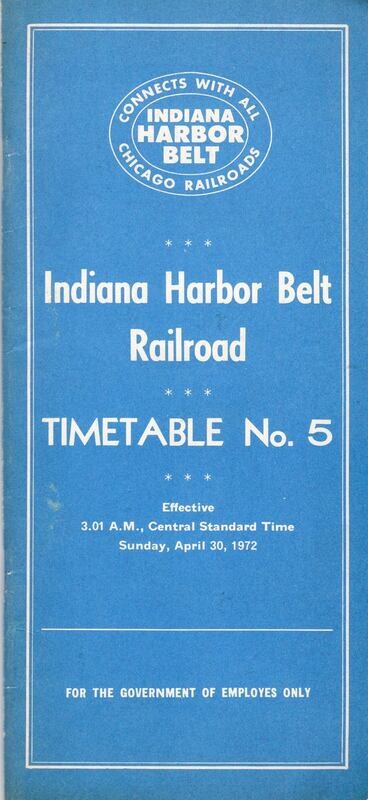 CONNECTS WITH ALL
INDIANA
HARBOR
BELT
CHICAGO RAILROADS
* * *
Indiana Harbor Belt
Railroad
* * *
TIMETABLE No. 5
* * *
Effective
3.01 A.M., Central Standard Time
Sunday, April 30, 1972
FOR THE GOVERNMENT OF EMPLOYES ONLY